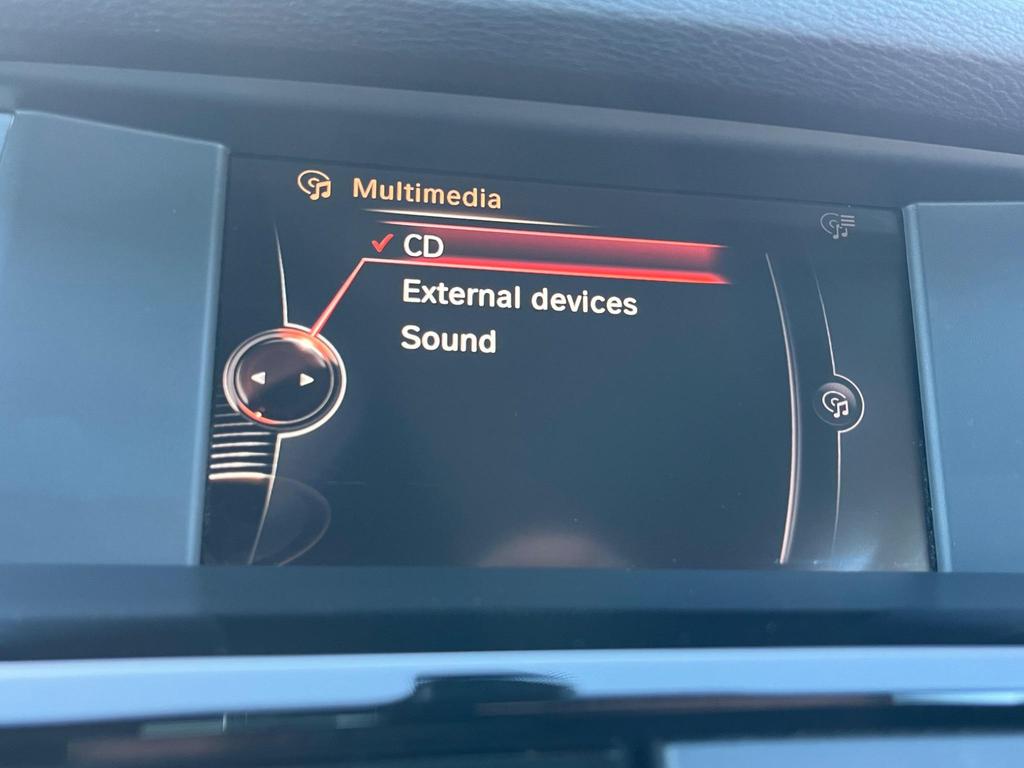 Multimedia
CD
External devices
Sound